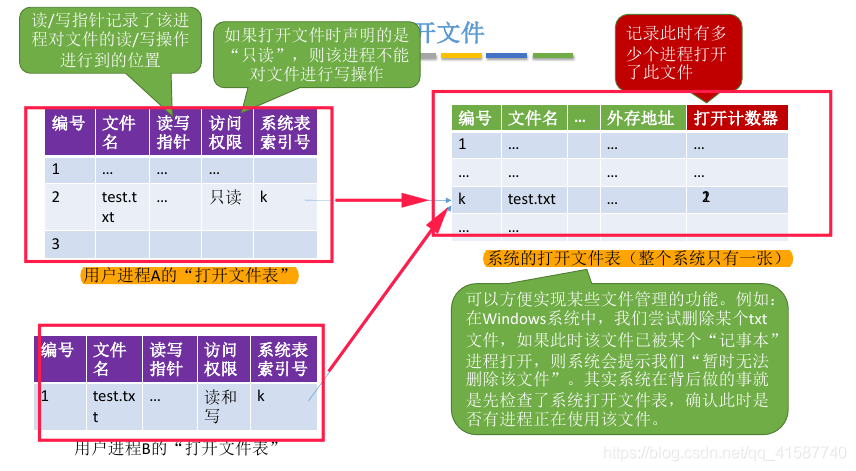 开文件
读/写指针记录了该进
程对文件的读/写操作
进行到的位置
如果打开文件时声明的是
“只读”，则该进程不能
对文件进行写操作
记录此时有多
少个进程打开
了此文件
编号 文件名 读写指针 访问权限 系统表索引号
1 … … …
2 test.txt … 只读 k
3
用户进程A的“打开文件表”
编号 文件名 … 外存地址 打开计数器
1 … … …
… … … …
k test.txt …
… …
系统的打开文件表（整个系统只有一张）
编号 文件名 读写指针 访问权限 系统表索引号
1 test.txt … 读和写 k
用户进程B的“打开文件表”
可以方便实现某些文件管理的功能。例如：
在Windows系统中，我们尝试删除某个txt
文件，如果此时该文件已被某个“记事本”
进程打开，则系统会提示我们“暂时无法
删除该文件”。其实系统在背后做的事就
是先检查了系统打开文件表，确认此时是
否有进程正在使用该文件。
https://blog.csdn.net/qq_41587740